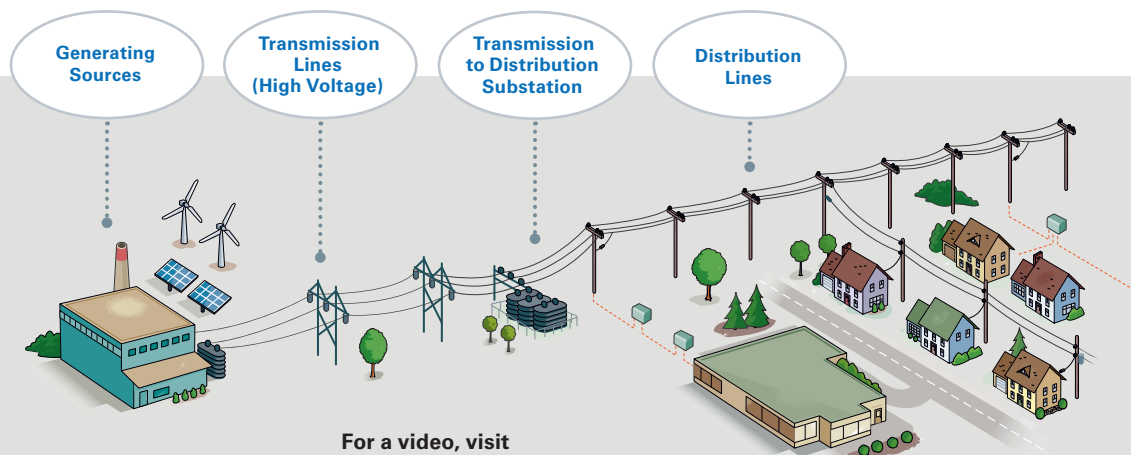 Generating
Sources
Transmission
Lines
(High Voltage)
Transmission
to Distribution
Substation
Distribution
Lines
For a video, visit